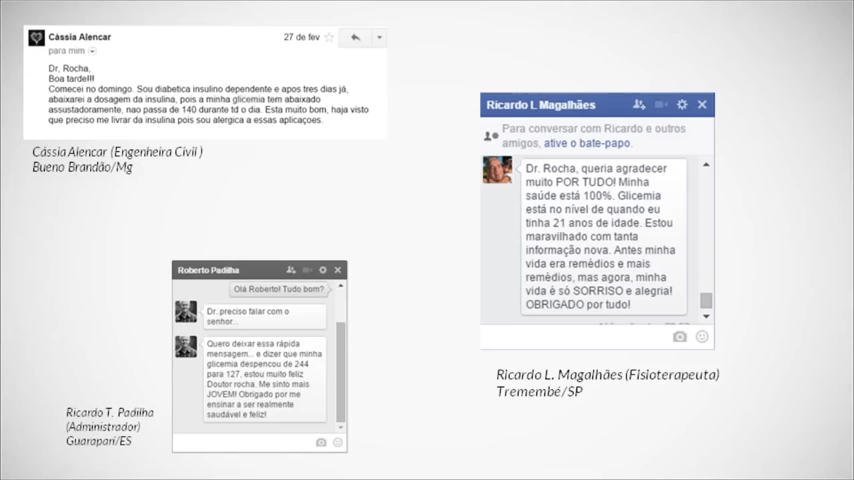 Cássia Alencar
27 de fev
para mim
Dr, Rocha,
Boa tarde!!!
Comecei no domingo. Sou diabetica insulino dependente e apos tres dias já,
abaixarei a dosagem da insulina, pois a minha glicemia tem abaixado
assustadoramente, nao passa de 140 durante td o dia. Esta muito bom, haja visto
que preciso me livrar da insulina pois sou alergica a essas aplicaçoes.
Cássia Alencar (Engenheira Civil )
Bueno Brandão/Mg
Ricardo L Magalhães
Para conversar com Ricardo e outros
amigos, ative o bate-papo.
Dr. Rocha, queria agradecer
muito POR TUDO! Minha
saúde está 100%. Glicemia
está no nível de quando eu
tinha 21 anos de idade. Estou
maravilhado com tanta
informação nova. Antes minha
vida era remédios e mais
remédios, mas agora, minha
vida é só SORRISO e alegria!
OBRIGADO por tudo!
Ricardo L. Magalhães (Fisioterapeuta)
Tremembé/SP
Roberto Padilha
Olá Roberto! Tudo bom?
Dr..preciso falar com o
senhor...
Quero deixar essa rápida
mensagem... e dizer que minha
glicemia despencou de 244
para 127, estou muito feliz
Doutor rocha. Me sinto mais
JOVEM! Obrigado por me
ensinar a ser realmente
saudável e feliz!
Ricardo T. Padilha
(Administrador)
Guarapari/ES